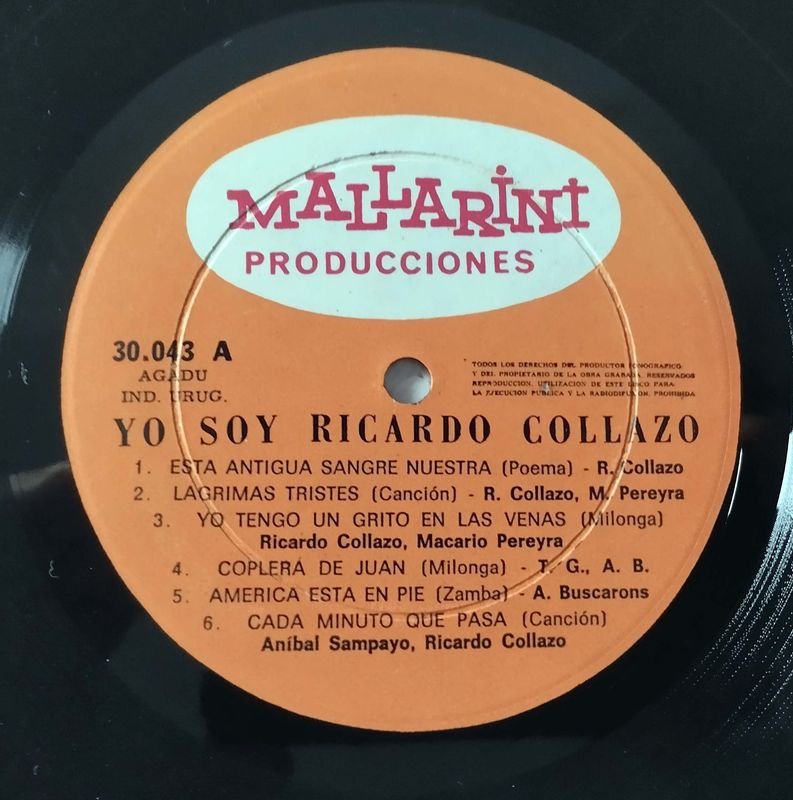 MALLARINI
PRODUCCIONES
30.043 A
AGADU
IND. URUG.
TODOS LOS DERECHOS DEL PRODUCTOR FONOGRAFICO
Y DEL PROPIETARIO DE LA OBRA GRABADA, RESERVADOS
REPRODUCCION, UTILIZACION DE ESTE DISCO PARA
LA EJECUCION PUBLICA Y LA RADIODIFUSION, PROHIBIDA
YO SOY RICARDO COLLAZO
1. ESTA ANTIGUA SANGRE NUESTRA (Poema) - R. Collazo
2. LAGRIMAS TRISTES (Canción) - R. Collazo, M. Pereyra
3. YO TENGO UN GRITO EN LAS VENAS (Milonga)
Ricardo Collazo, Macario Pereyra
4. COPLERA DE JUAN (Milonga) - T. G., A. B.
5. AMERICA ESTA EN PIE (Zamba) - A. Buscarons
6. CADA MINUTO QUE PASA (Canción)
Aníbal Sampayo, Ricardo Collazo